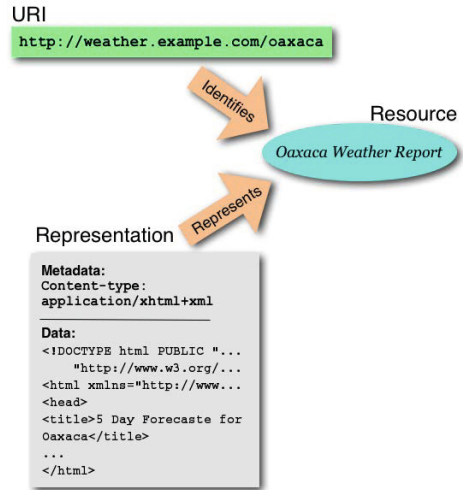 URI
http://weather.example.com/oaxaca
Identifies
Resource
Oaxaca Weather Report
Represents
Representation
Metadata:
Content-type:
application/xhtml+xml
Data:
<!DOCTYPE html PUBLIC "...
"http://www.w3.org/...
<html xmlns="http://www...
<head>
<title>5 Day Forecaste for
Oaxaca</title>
...
</html>